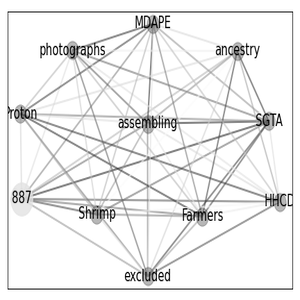 MDAPE
photographs
ancestry
Proton
assembling
SGTA
887
Shrimp
Farmers
HHCD
excluded